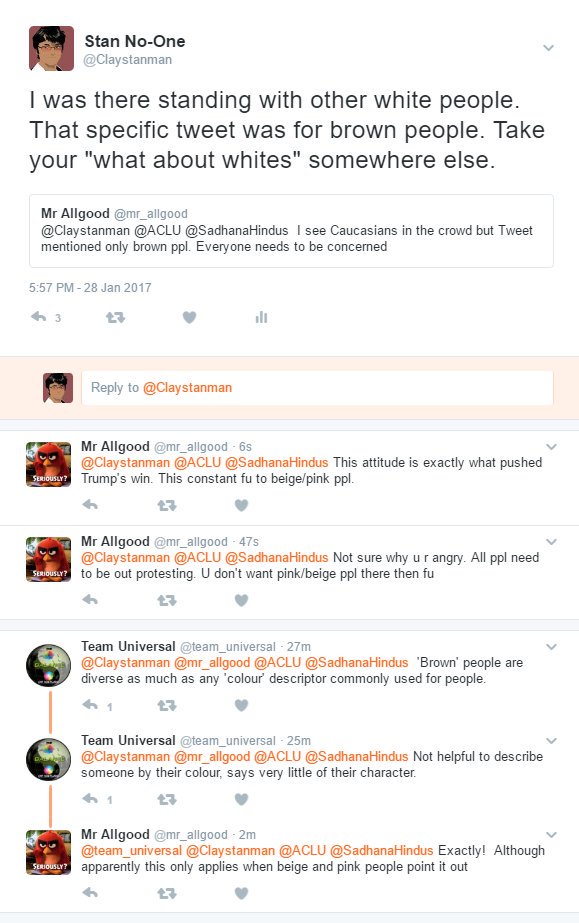 Stan No-One
@Claystanman
I was there standing with other white people.
That specific tweet was for brown people. Take
your "what about whites" somewhere else.
Mr Allgood @mr_allgood
@Claystanman @ACLU @SadhanaHindus I see Caucasians in the crowd but Tweet
mentioned only brown ppl. Everyone needs to be concerned
5:57 PM - 28 Jan 2017
3
Reply to @Claystanman
Mr Allgood @mr_allgood · 6s
@Claystanman @ACLU @SadhanaHindus This attitude is exactly what pushed
Trump's win. This constant fu to beige/pink ppl.
SERIOUSLY?
Mr Allgood @mr_allgood · 47s
@Claystanman @ACLU @SadhanaHindus Not sure why u r angry. All ppl need
to be out protesting. U don't want pink/beige ppl there then fu
SERIOUSLY?
Team Universal @team_universal · 27m
@Claystanman @mr_allgood @ACLU @SadhanaHindus 'Brown' people are
diverse as much as any 'colour' descriptor commonly used for people.
1
Team Universal @team_universal · 25m
@Claystanman @mr_allgood @ACLU @SadhanaHindus Not helpful to describe
someone by their colour, says very little of their character.
1
Mr Allgood @mr_allgood · 2m
@team_universal @Claystanman @ACLU @SadhanaHindus Exactly! Although
apparently this only applies when beige and pink people point it out
SERIOUSLY?